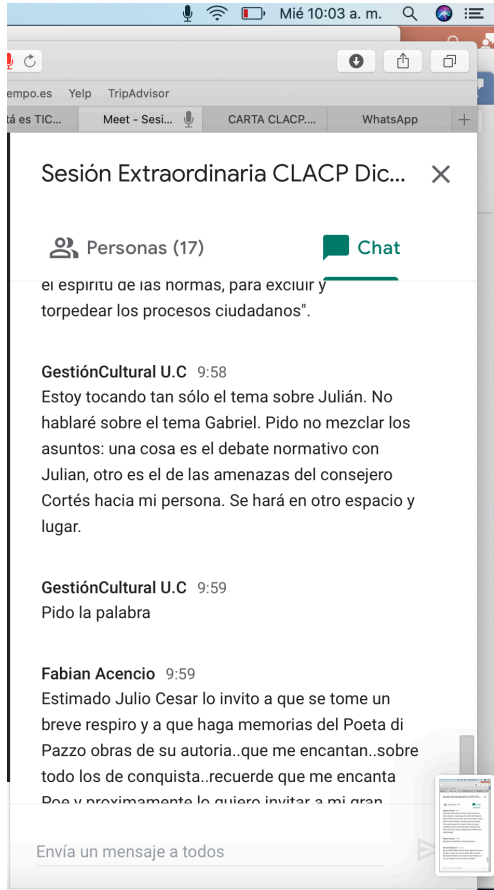 Mié 10:03 a. m.
empo.es Yelp TripAdvisor
tá es TIC... Meet - Sesi... CARTA CLACP.... WhatsApp +
Sesión Extraordinaria CLACP Dic...
Personas (17) Chat
el espíritu de las normas, para excluir y
torpedear los procesos ciudadanos".
GestiónCultural U.C 9:58
Estoy tocando tan sólo el tema sobre Julián. No
hablaré sobre el tema Gabriel. Pido no mezclar los
asuntos: una cosa es el debate normativo con
Julian, otro es el de las amenazas del consejero
Cortés hacia mi persona. Se hará en otro espacio y
lugar.
GestiónCultural U.C 9:59
Pido la palabra
Fabian Acencio 9:59
Estimado Julio Cesar lo invito a que se tome un
breve respiro y a que haga memorias del Poeta di
Pazzo obras de su autoria..que me encantan..sobre
todo los de conquista..recuerde que me encanta
Poe y proximamente lo quiero invitar a mi gran
Envía un mensaje a todos